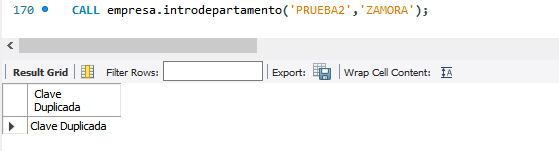 170 CALL empresa.introdepartamento('PRUEBA2','ZAMORA');
Result Grid Filter Rows: Export: Wrap Cell Content:
Clave
Duplicada
Clave Duplicada